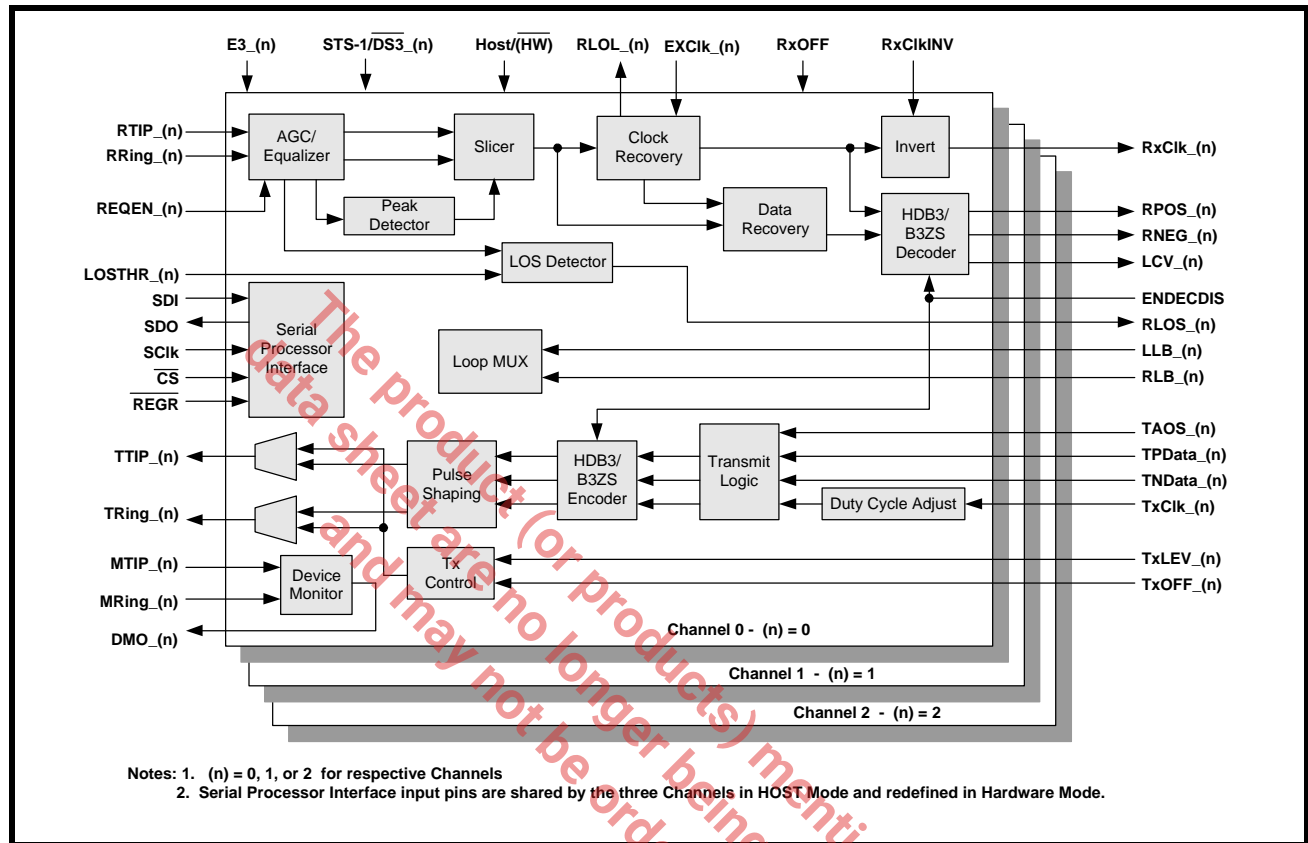 E3_(n) STS-1/DS3_(n) Host/(HW) RLOL_(n) EXClk_(n) RxOFF RxClkINV
RTIP_(n)
RRing_(n)
REQEN_(n)
LOSTHR_(n)
SDI
SDO
SClk
CS
REGR
TTIP_(n)
TRing_(n)
MTIP_(n)
MRing_(n)
DMO_(n)
AGC/
Equalizer
Peak
Detector
Slicer
LOS Detector
Clock
Recovery
Data
Recovery
Invert
HDB3/
B3ZS
Decoder
Serial
Processor
Interface
Loop MUX
Pulse
Shaping
HDB3/
B3ZS
Encoder
Transmit
Logic
Duty Cycle Adjust
Device
Monitor
Tx
Control
RxClk_(n)
RPOS_(n)
RNEG_(n)
LCV_(n)
ENDECDIS
RLOS_(n)
LLB_(n)
RLB_(n)
TAOS_(n)
TPData_(n)
TNData_(n)
TxClk_(n)
TxLEV_(n)
TxOFF_(n)
Channel 0 - (n) = 0
Channel 1 - (n) = 1
Channel 2 - (n) = 2
Notes: 1. (n) = 0, 1, or 2 for respective Channels
2. Serial Processor Interface input pins are shared by the three Channels in HOST Mode and redefined in Hardware Mode.
The product (or products) menti
data sheet are no longer being
and may not be ord